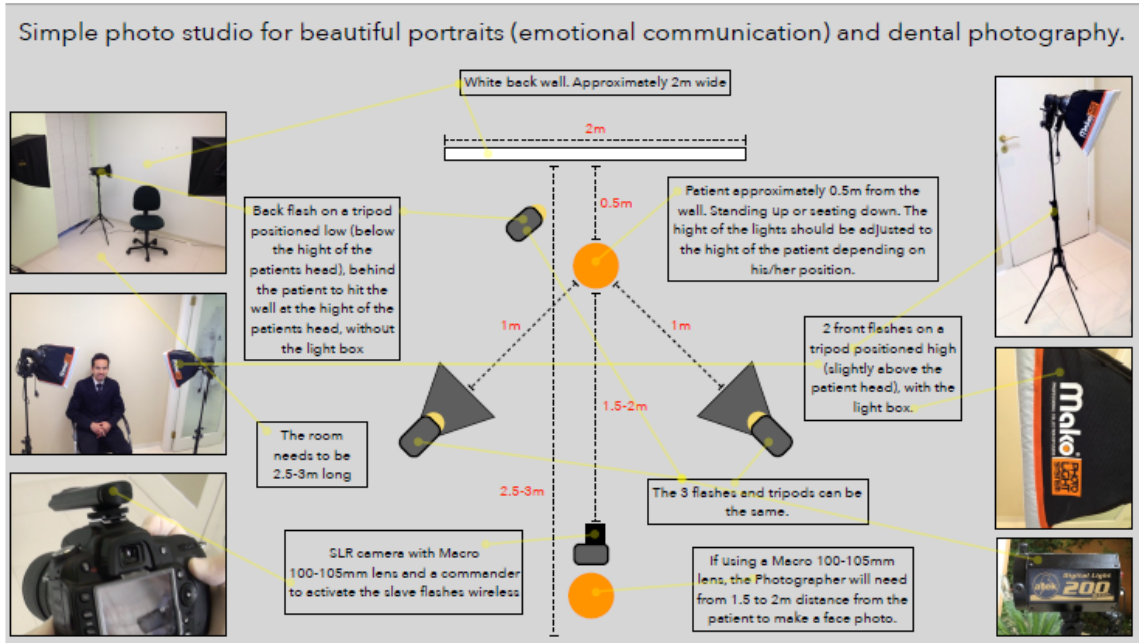 Simple photo studio for beautiful portraits (emotional communication) and dental photography.
White back wall. Approximately 2m wide
2m
0.5m
Patient approximately 0.5m from the
wall. Standing up or seating down. The
hight of the lights should be adjusted to
the hight of the patient depending on
his/her position.
Back flash on a tripod
positioned low (below
the hight of the
patients head), behind
the patient to hit the
wall at the hight of the
patients head, without
the light box
1m
1m
2 front flashes on a
tripod positioned high
(slightly above the
patient head), with the
light box.
1.5-2m
The room
needs to be
2.5-3m long
2.5-3m
The 3 flashes and tripods can be
the same.
SLR camera with Macro
100-105mm lens and a commander
to activate the slave flashes wireless
If using a Macro 100-105mm
lens, the Photographer will need
from 1.5 to 2m distance from the
patient to make a face photo.
mako
mako
PHOTO
LIGHT
Digital Light
atek
200